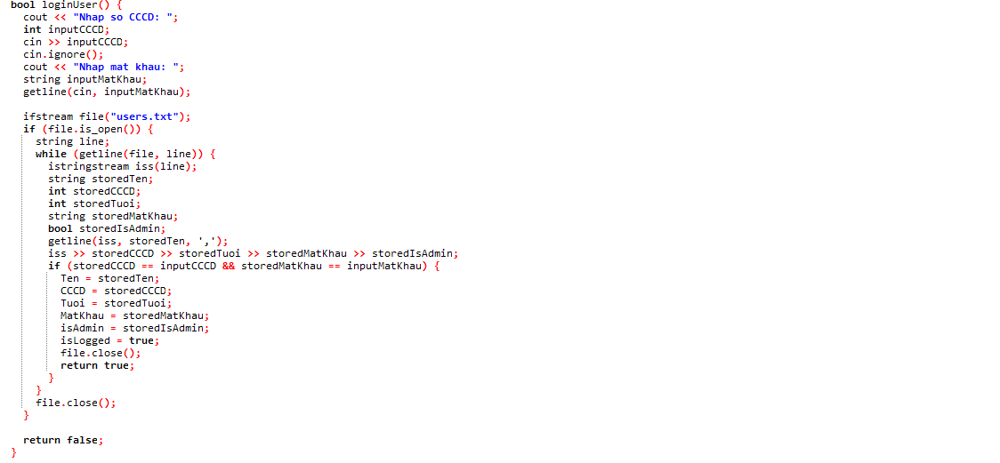 bool loginUser() {
cout << "Nhap so CCCD: ";
int inputCCCD;
cin >> inputCCCD;
cin.ignore();
cout << "Nhap mat khau: ";
string inputMatKhau;
getline(cin, inputMatKhau);
ifstream file("users.txt");
if (file.is_open()) {
string line;
while (getline(file, line)) {
istringstream iss(line);
string storedTen;
int storedCCCD;
int storedTuoi;
string storedMatKhau;
bool storedIsAdmin;
getline(iss, storedTen, ',');
iss >> storedCCCD >> storedTuoi >> storedMatKhau >> storedIsAdmin;
if (storedCCCD == inputCCCD && storedMatKhau == inputMatKhau) {
Ten = storedTen;
CCCD = storedCCCD;
Tuoi = storedTuoi;
MatKhau = storedMatKhau;
isAdmin = storedIsAdmin;
isLogged = true;
file.close();
return true;
}
}
file.close();
}
return false;
}